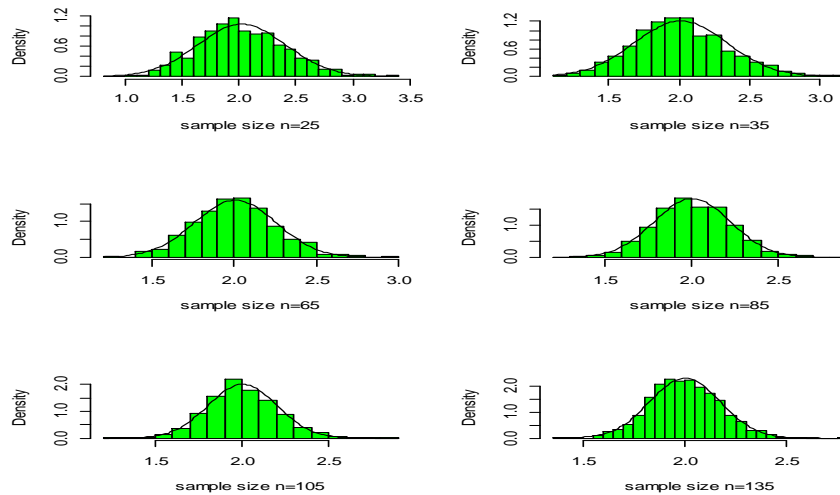 Density
0.0 0.6 1.2
1.0 1.5 2.0 2.5 3.0 3.5
sample size n=25
Density
0.0 0.6 1.2
1.5 2.0 2.5 3.0
sample size n=35
Density
0.0 1.0
1.5 2.0 2.5 3.0
sample size n=65
Density
0.0 1.0
1.5 2.0 2.5
sample size n=85
Density
0.0 1.0 2.0
1.5 2.0 2.5
sample size n=105
Density
0.0 1.0 2.0
1.5 2.0 2.5
sample size n=135